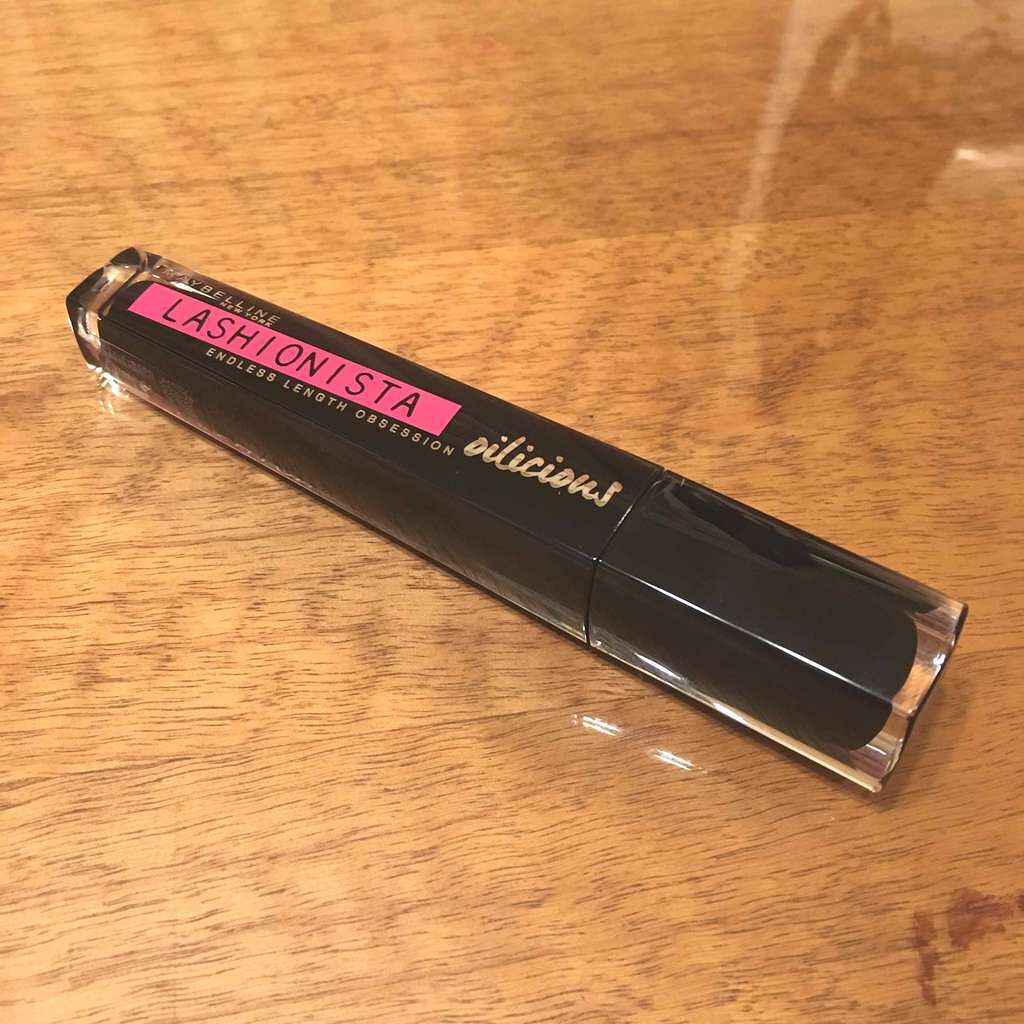 MAYBELLINE
NEW YORK
LASHIONISTA
ENDLESS LENGTH OBSESSION
oilicious